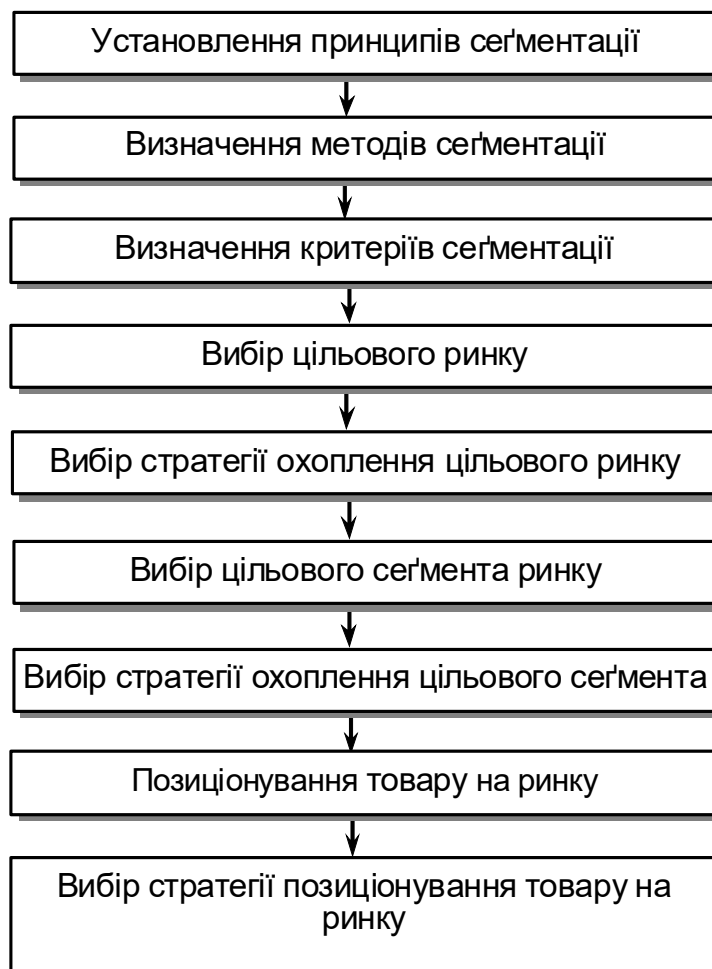 Установлення принципів сеґментації
Визначення методів сеґментації
Визначення критеріїв сеґментації
Вибір цільового ринку
Вибір стратегії охоплення цільового ринку
Вибір цільового сеґмента ринку
Вибір стратегії охоплення цільового сеґмента
Позиціонування товару на ринку
Вибір стратегії позиціонування товару на
ринку